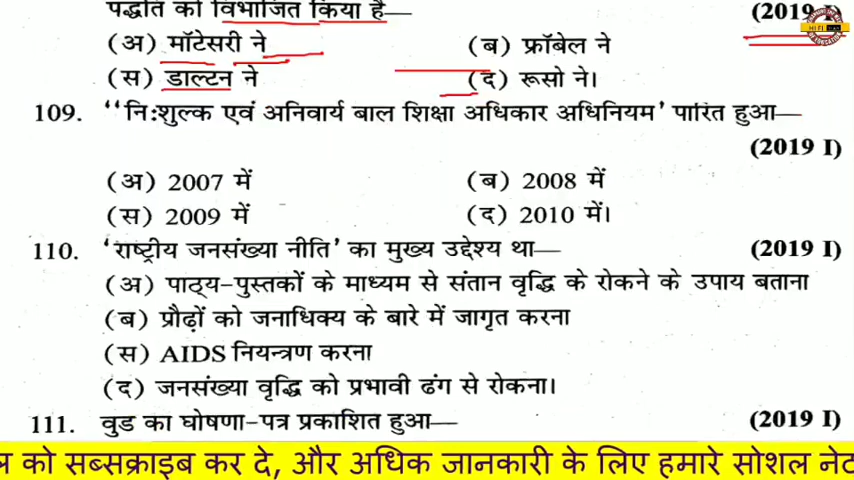 पद्धति को विभाजित किया है—
(2019 I)
(अ) मॉटेसरी ने (ब) फ्रॉबेल ने
(स) डाल्टन ने (द) रूसो ने।
109. ‘‘निःशुल्क एवं अनिवार्य बाल शिक्षा अधिकार अधिनियम’ पारित हुआ—
(2019 I)
(अ) 2007 में (ब) 2008 में
(स) 2009 में (द) 2010 में।
110. ‘राष्ट्रीय जनसंख्या नीति’ का मुख्य उद्देश्य था— (2019 I)
(अ) पाठ्य-पुस्तकों के माध्यम से संतान वृद्धि के रोकने के उपाय बताना
(ब) प्रौढ़ों को जनाधिक्य के बारे में जागृत करना
(स) AIDS नियन्त्रण करना
(द) जनसंख्या वृद्धि को प्रभावी ढंग से रोकना।
111. वुड का घोषणा-पत्र प्रकाशित हुआ— (2019 I)
को सब्सक्राइब कर दे, और अधिक जानकारी के लिए हमारे सोशल